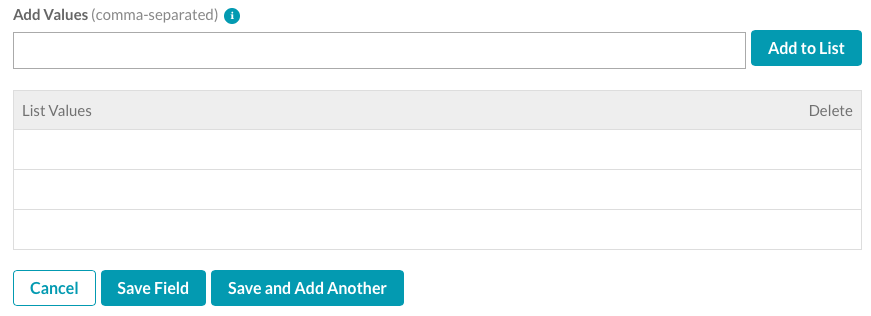 Add Values (comma-separated) i
Add to List
List Values Delete
Cancel Save Field Save and Add Another